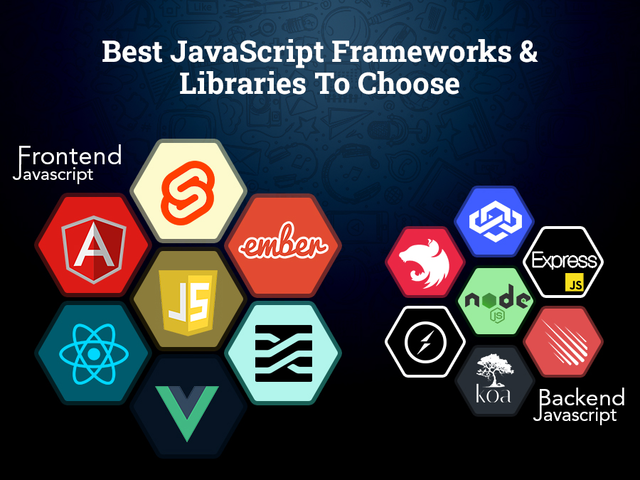 Best JavaScript Frameworks &
Libraries To Choose
Frontend
Javascript
A
ember
JS
Express
JS
node
JS
koa
Backend
Javascript